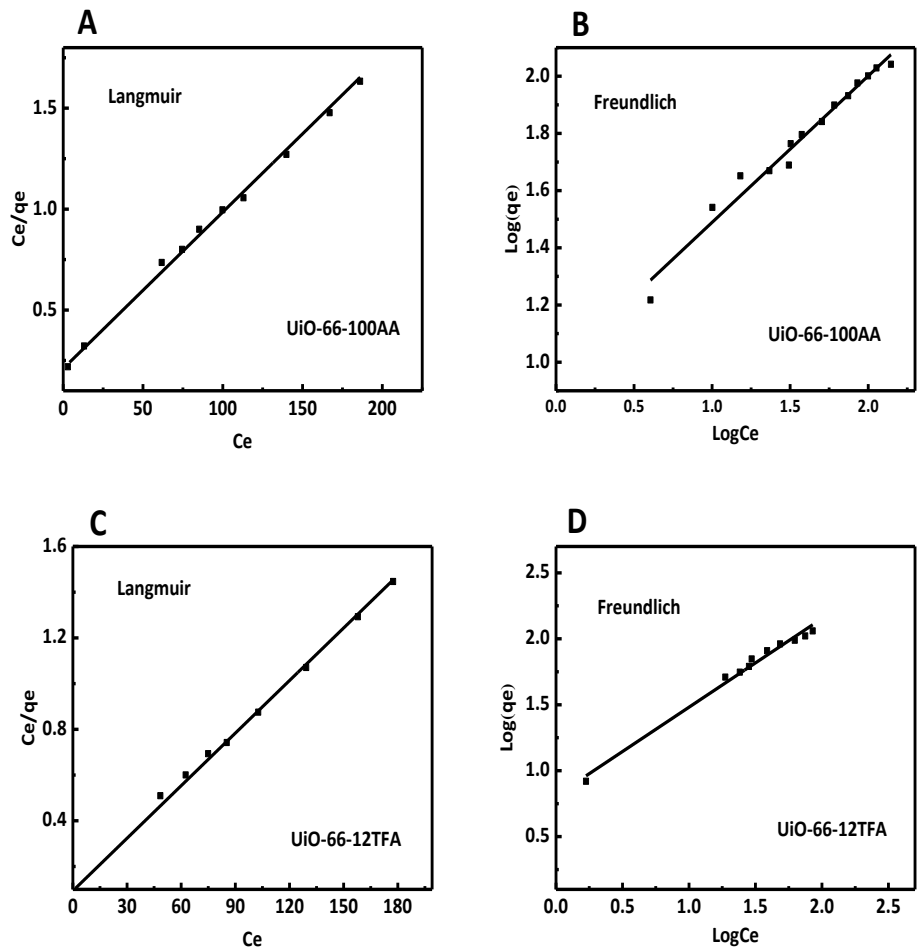 A
Langmuir
UiO-66-100AA
Ce/qe
1.5
1.0
0.5
0 50 100 150 200
Ce
B
Freundlich
UiO-66-100AA
Log(qe)
2.0
1.8
1.6
1.4
1.2
1.0
0.0 0.5 1.0 1.5 2.0
LogCe
C
Langmuir
UiO-66-12TFA
Ce/qe
1.6
1.2
0.8
0.4
0 30 60 90 120 150 180
Ce
D
Freundlich
UiO-66-12TFA
Log(qe)
2.5
2.0
1.5
1.0
0.5
0.0 0.5 1.0 1.5 2.0 2.5
LogCe